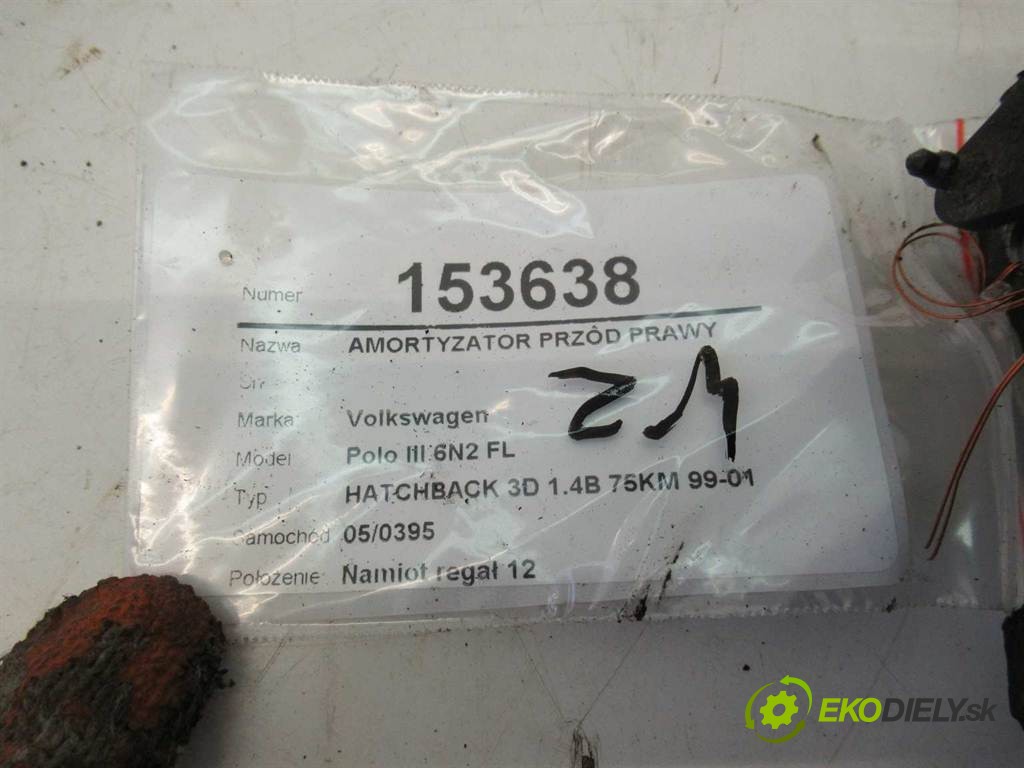 Numer 153638
Nazwa AMORTYZATOR PRZÓD PRAWY
Marka Volkswagen
Model Polo III 6N2 FL
Typ HATCHBACK 3D 1.4B 75KM 99-01
Samochód 05/0395
Położenie Namiot regał 12
EKODIELY.sk